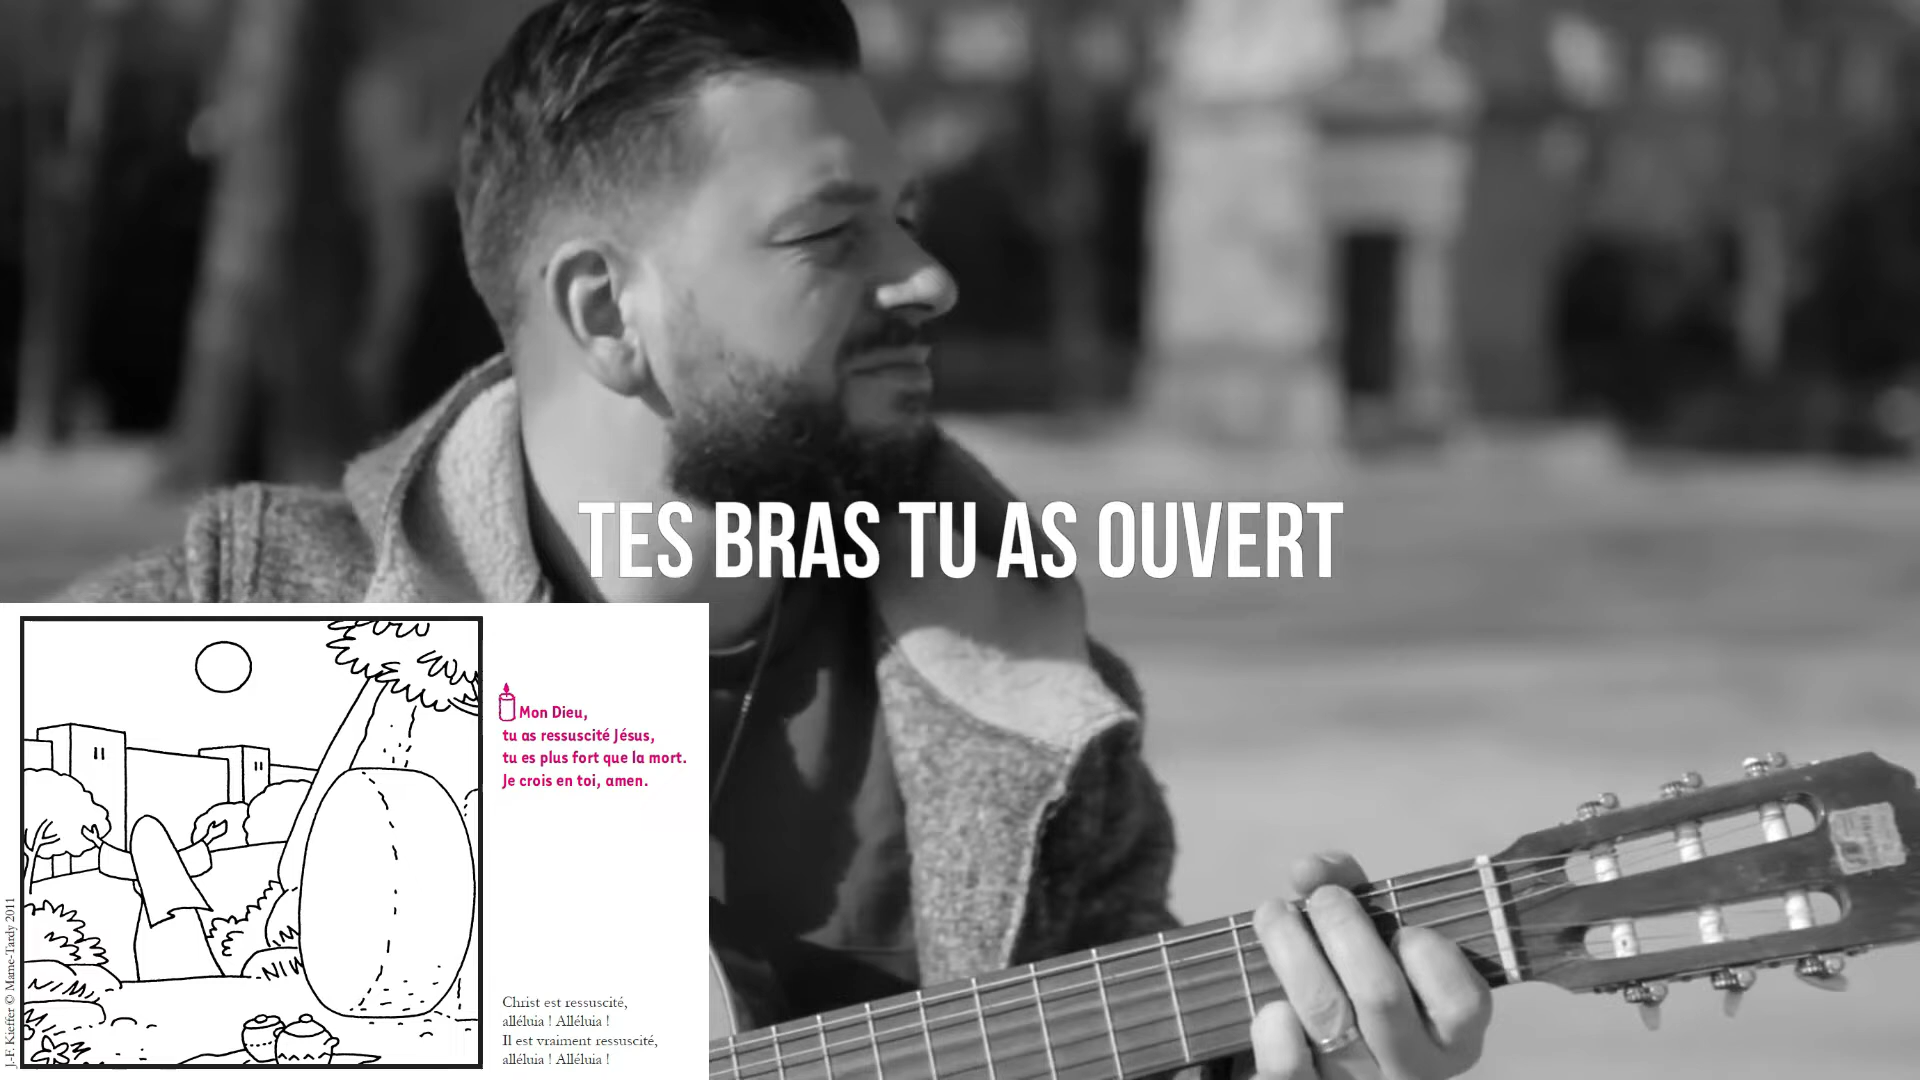 TES BRAS TU AS OUVERT
Mon Dieu,
tu as ressuscité Jésus,
tu es plus fort que la mort.
Je crois en toi, amen.
Christ est ressuscité,
alléluia ! Alléluia !
Il est vraiment ressuscité,
alléluia ! Alléluia !
J.-F. Kieffer © Mame-Tardy 2011